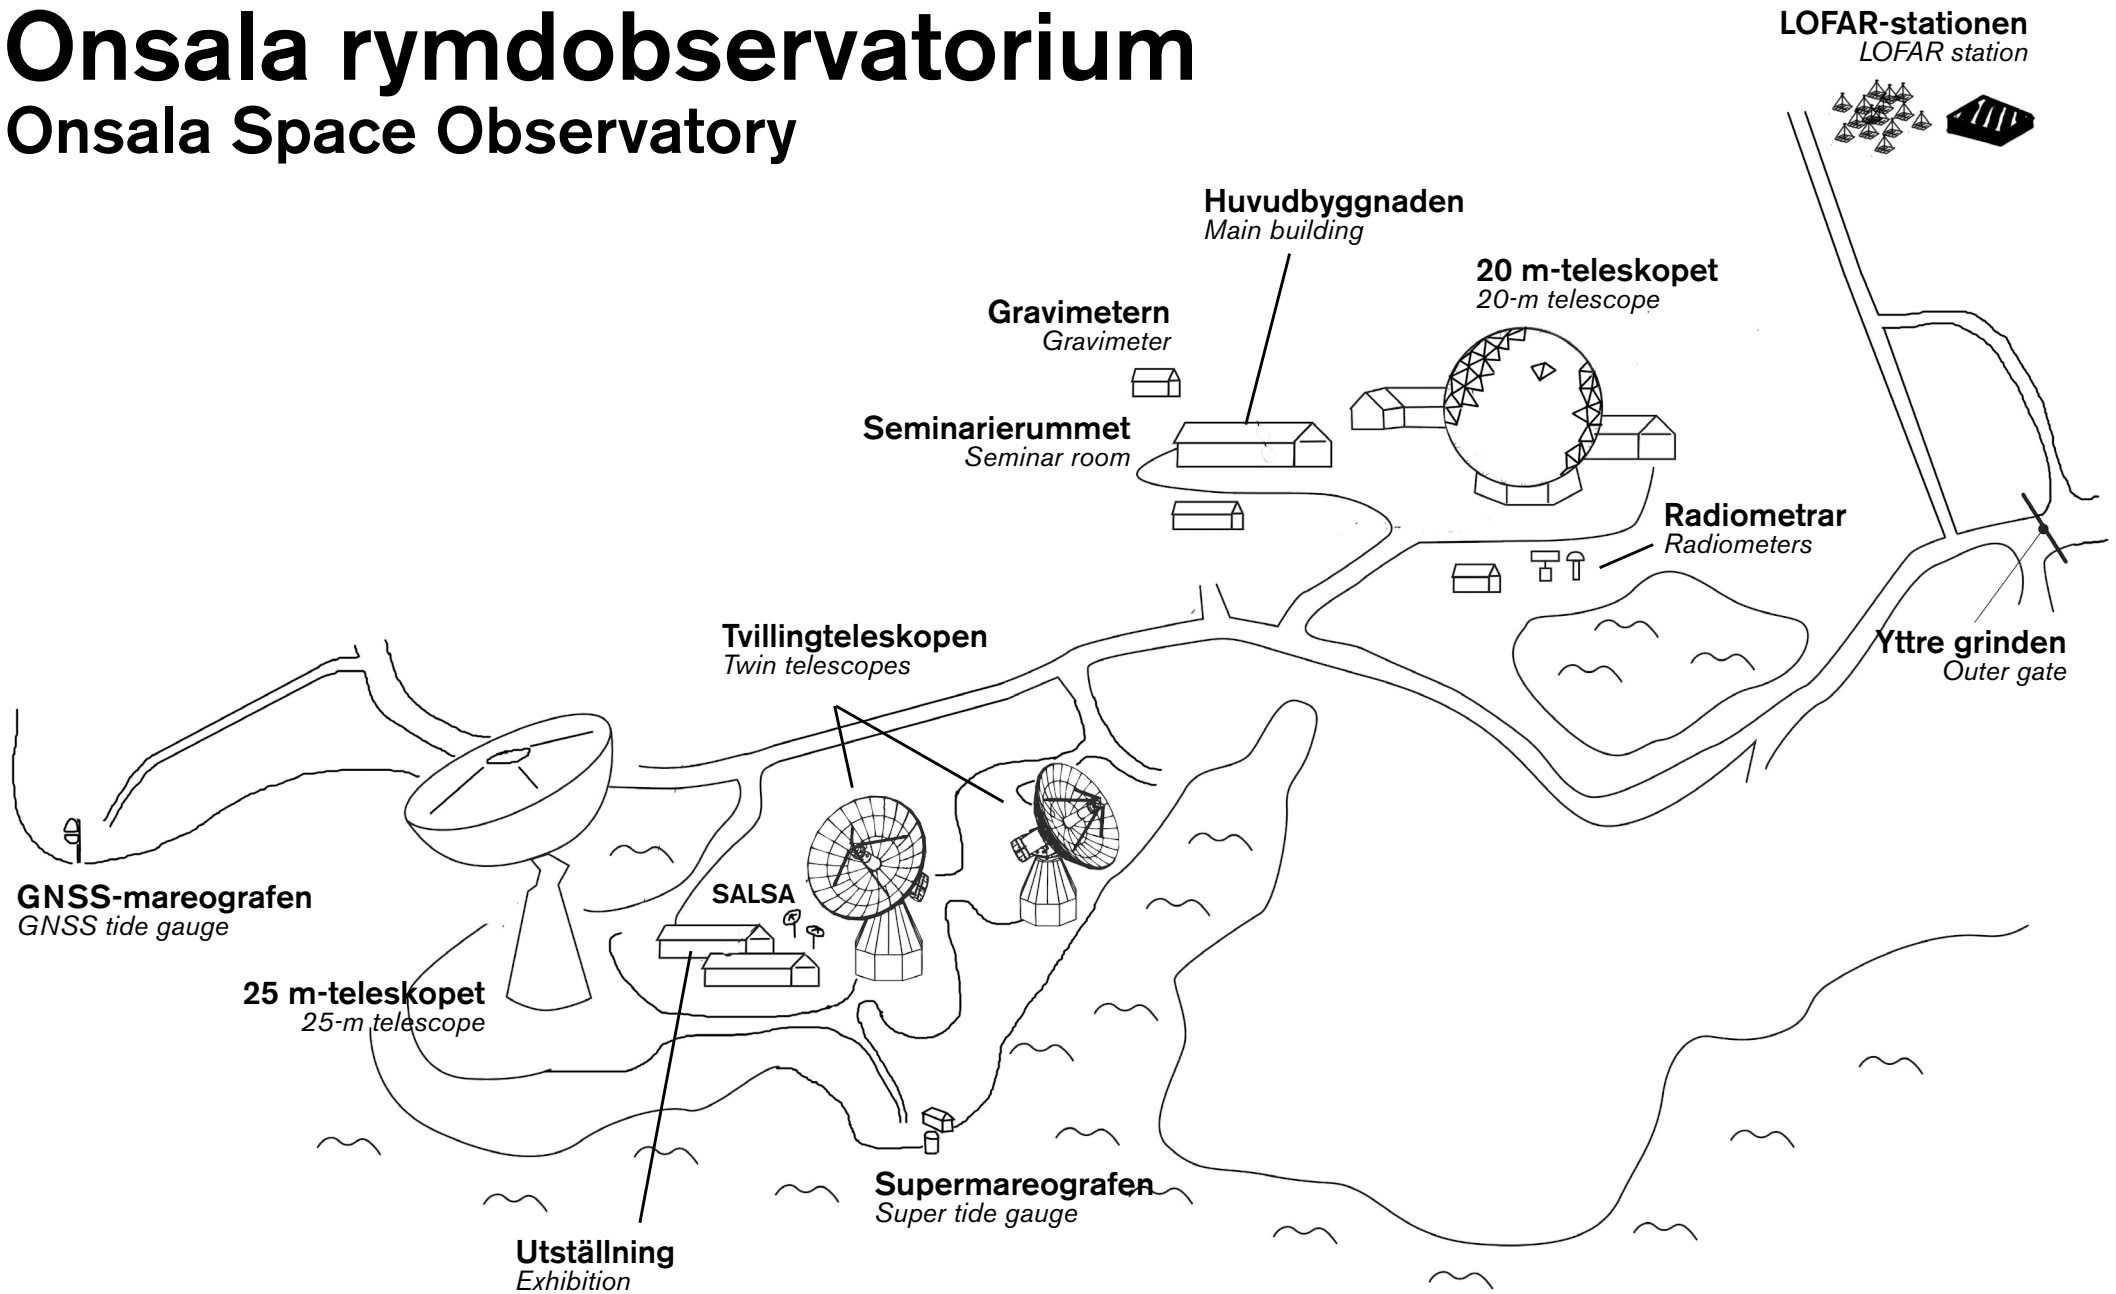 Onsala rymdobservatorium
Onsala Space Observatory
LOFAR-stationen
LOFAR station
Huvudbyggnaden
Main building
20 m-teleskopet
20-m telescope
Gravimetern
Gravimeter
Seminarierummet
Seminar room
Radiometrar
Radiometers
Tvillingteleskopen
Twin telescopes
Yttre grinden
Outer gate
GNSS-mareografen
GNSS tide gauge
SALSA
25 m-teleskopet
25-m telescope
Supermareografen
Super tide gauge
Utställning
Exhibition